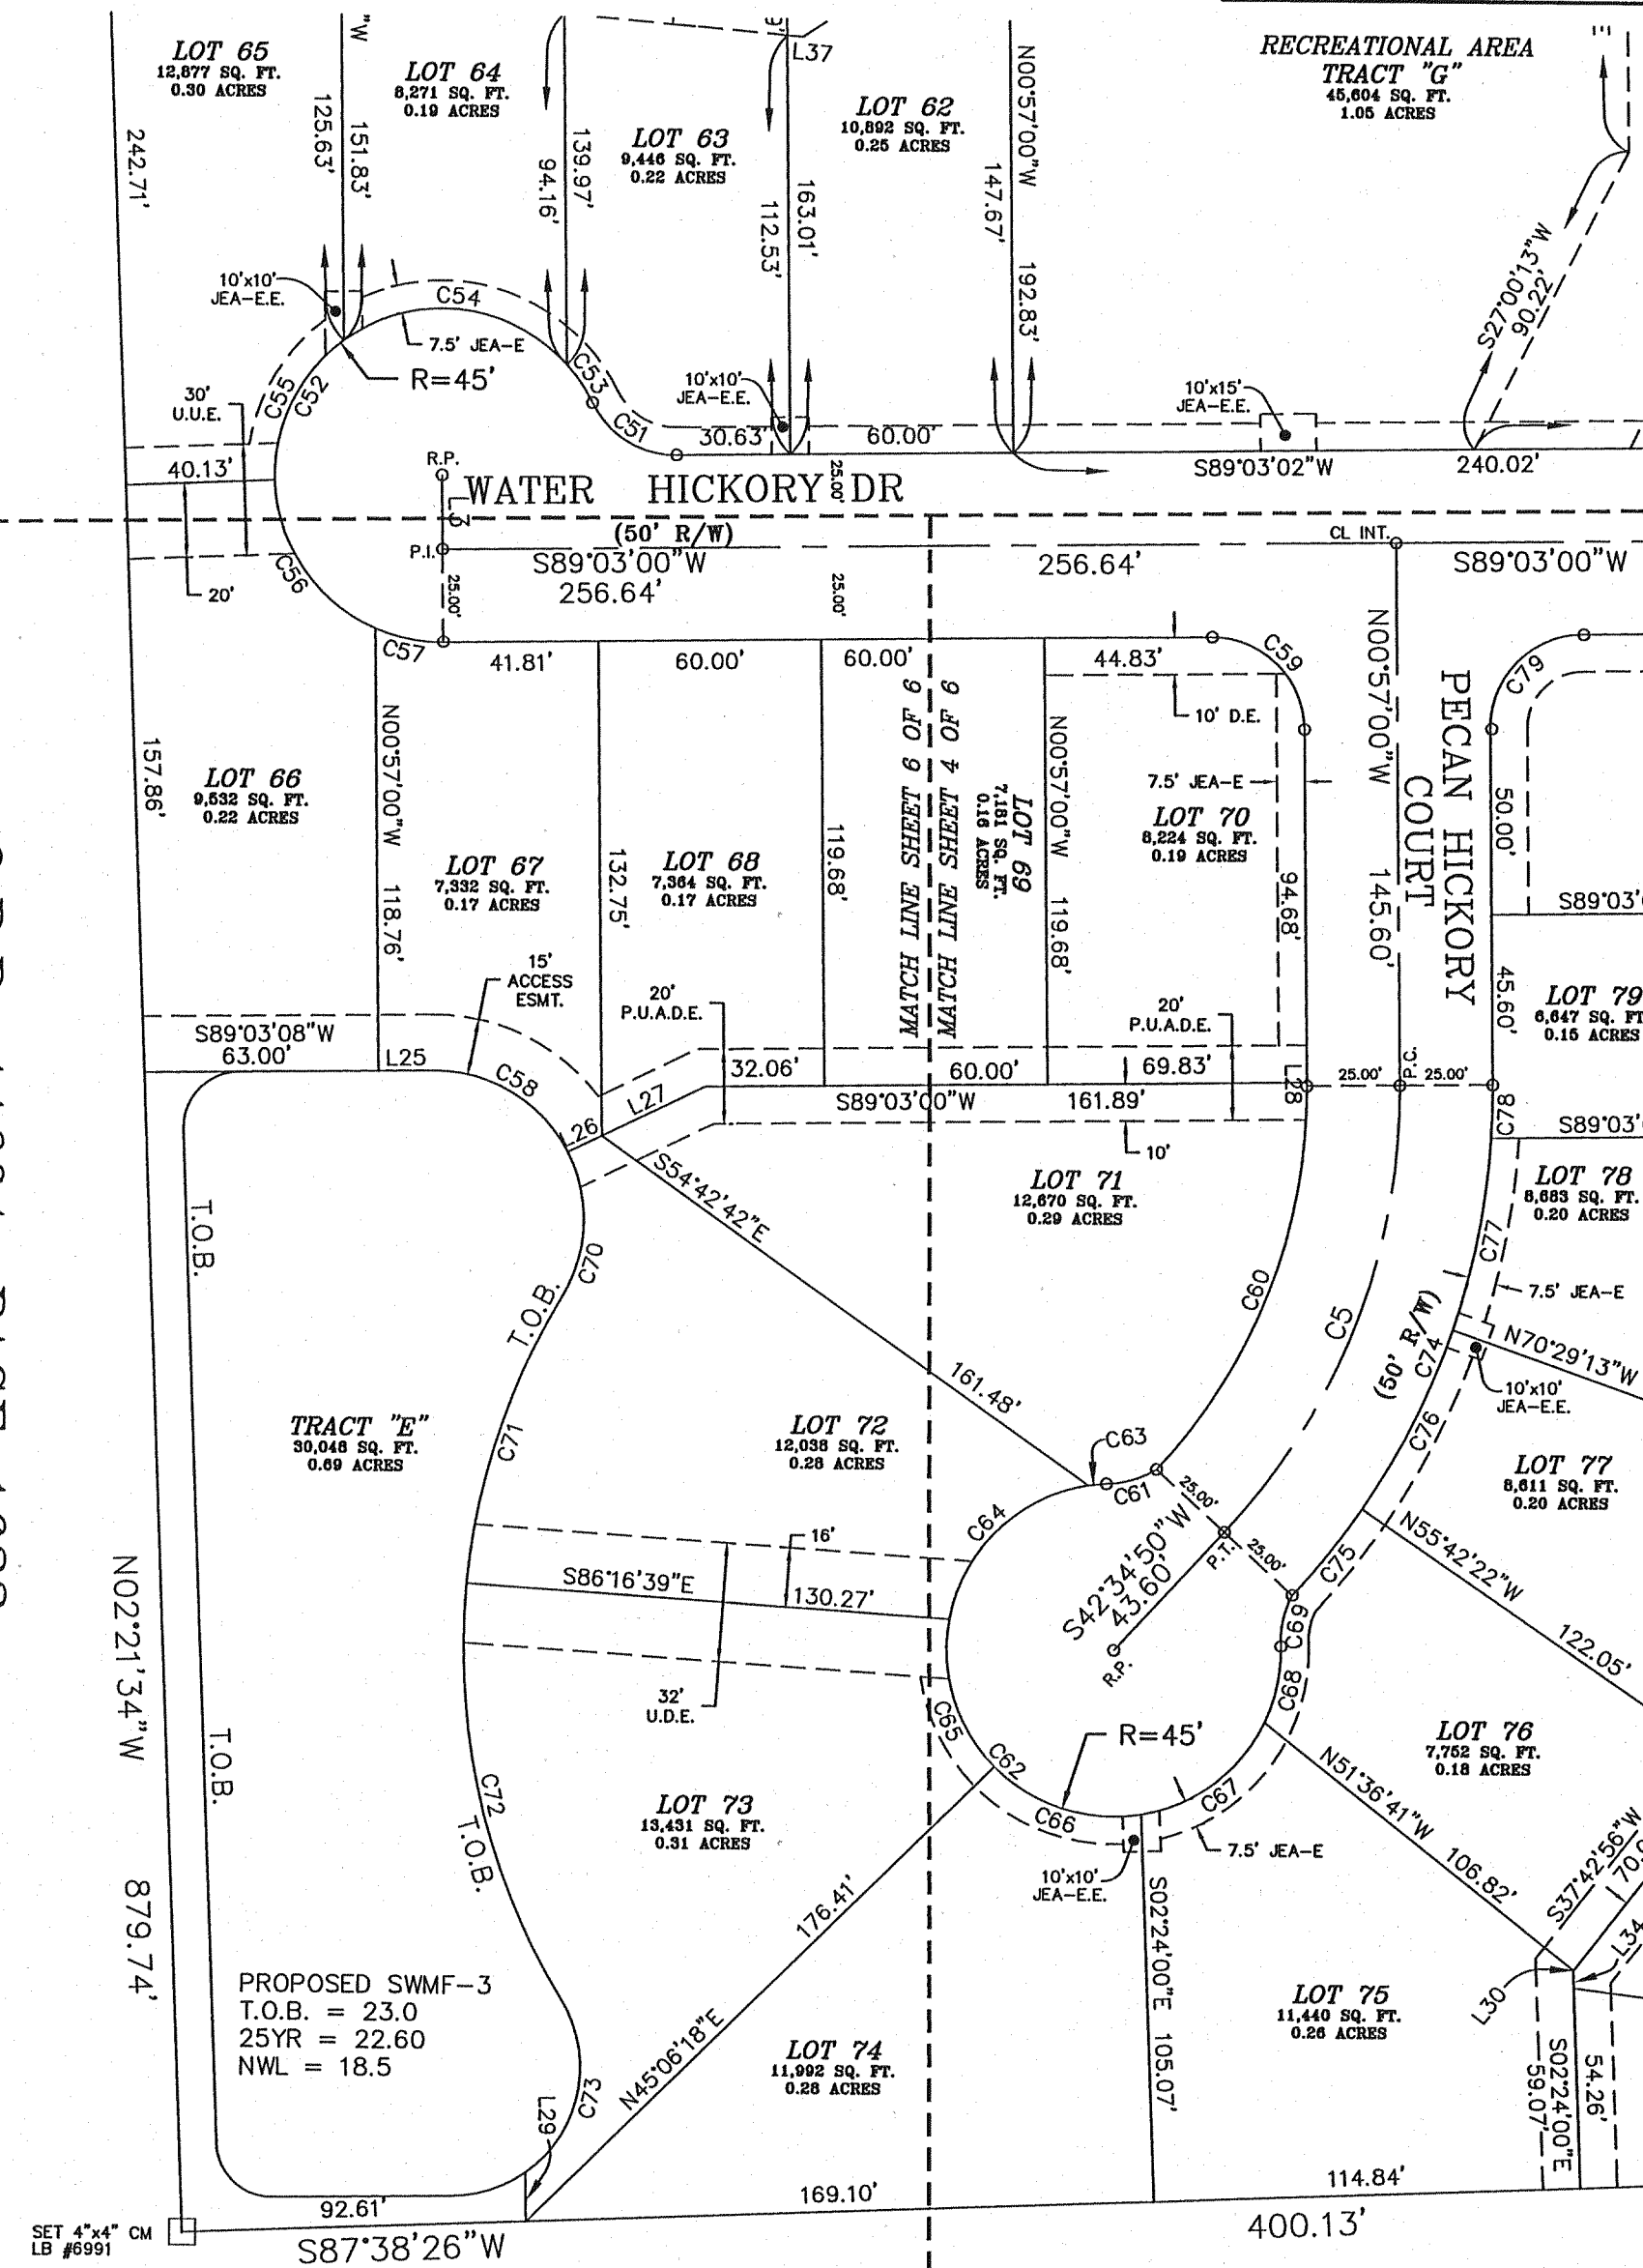 LOT 65
12,877 SQ. FT.
0.30 ACRES
"W
125.63'
151.83'
242.71'
LOT 64
8,271 SQ. FT.
0.19 ACRES
139.97'
94.16'
LOT 63
9,446 SQ. FT.
0.22 ACRES
L37
163.01'
112.53'
LOT 62
10,892 SQ. FT.
0.25 ACRES
N00°57'00"W
147.67'
192.83'
RECREATIONAL AREA
TRACT "G"
45,604 SQ. FT.
1.05 ACRES
S27°00'13"W
90.22'
10'x10'
JEA-E.E.
C54
7.5' JEA-E
R=45'
C53
C51
C55
C52
30'
U.U.E.
40.13'
20'
C56
C57
10'x10'
JEA-E.E.
30.63'
60.00'
10'x15'
JEA-E.E.
S89°03'02"W
240.02'
R.P.
L3
WATER HICKORY DR
(50' R/W)
25.00'
P.I.
S89°03'00"W
256.64'
25.00'
25.00'
256.64'
CL INT.
S89°03'00"W
41.81'
60.00'
60.00'
44.83'
C59
10' D.E.
C79
157.86'
LOT 66
9,532 SQ. FT.
0.22 ACRES
N00°57'00"W 118.76'
LOT 67
7,332 SQ. FT.
0.17 ACRES
132.75'
LOT 68
7,364 SQ. FT.
0.17 ACRES
119.68'
MATCH LINE SHEET 6 OF 6
MATCH LINE SHEET 4 OF 6
LOT 69
7,181 SQ. FT.
0.16 ACRES
N00°57'00"W 119.68'
7.5' JEA-E
LOT 70
8,224 SQ. FT.
0.19 ACRES
94.68'
N00°57'00"W 145.60'
PECAN HICKORY
COURT
50.00'
45.60'
S89°03'
LOT 79
6,647 SQ. FT
0.15 ACRES
15'
ACCESS
ESMT.
20'
P.U.A.D.E.
20'
P.U.A.D.E.
S89°03'08"W
63.00'
L25
C58
L26
L27
32.06'
60.00'
69.83'
S89°03'00"W
161.89'
L28
25.00'
P.C.
25.00'
C78
S89°03'
10'
T.O.B.
S54°42'42"E
161.48'
LOT 71
12,670 SQ. FT.
0.29 ACRES
LOT 78
8,683 SQ. FT.
0.20 ACRES
C77
C60
C5
7.5' JEA-E
C70
T.O.B.
(50' R/W)
C74
N70°29'13"W
10'x10'
JEA-E.E.
C76
TRACT "E"
30,048 SQ. FT.
0.69 ACRES
C71
LOT 72
12,038 SQ. FT.
0.28 ACRES
C63
C61
C64
25.00'
LOT 77
8,611 SQ. FT.
0.20 ACRES
N55°42'22"W
122.05'
16'
S86°16'39"E
130.27'
S42°34'50"W
43.60'
P.T.
25.00'
C75
C69
R.P.
N02°21'34"W 879.74'
T.O.B.
32'
U.D.E.
C65
C62
R=45'
C68
C66
C67
7.5' JEA-E
10'x10'
JEA-E.E.
LOT 76
7,752 SQ. FT.
0.18 ACRES
N51°36'41"W
106.82'
C72
T.O.B.
LOT 73
13,431 SQ. FT.
0.31 ACRES
176.41'
N45°06'18"E
S02°24'00"E 105.07'
S37°42'56"W
L34
L30
PROPOSED SWMF-3
T.O.B. = 23.0
25YR = 22.60
NWL = 18.5
LOT 74
11,992 SQ. FT.
0.28 ACRES
LOT 75
11,440 SQ. FT.
0.26 ACRES
S02°24'00"E
59.07'
54.26'
C73
L29
92.61'
169.10'
114.84'
SET 4"x4" CM
LB #6991
S87°38'26"W
400.13'